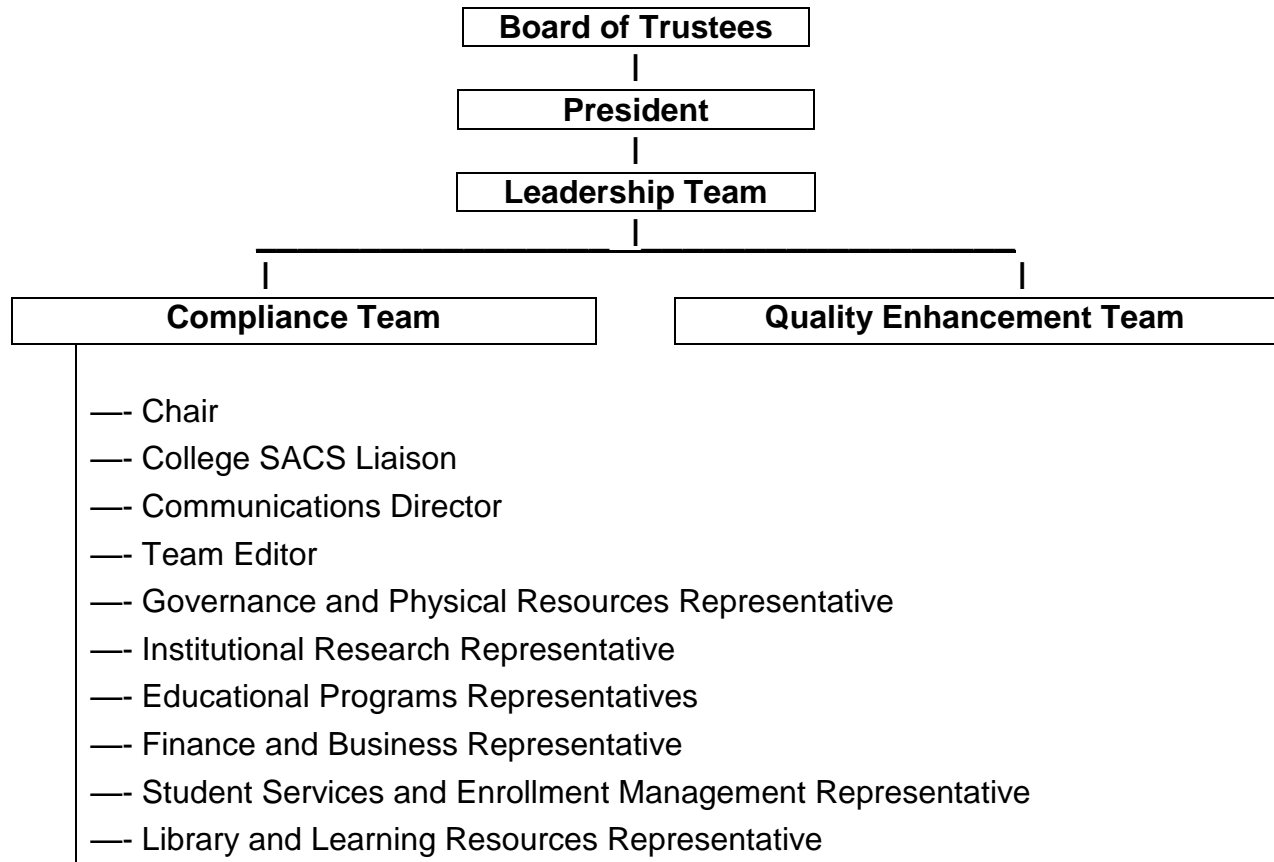 Board of Trustees
President
Leadership Team
Compliance Team
Quality Enhancement Team
—- Chair
—- College SACS Liaison
—- Communications Director
—- Team Editor
—- Governance and Physical Resources Representative
—- Institutional Research Representative
—- Educational Programs Representatives
—- Finance and Business Representative
—- Student Services and Enrollment Management Representative
—- Library and Learning Resources Representative